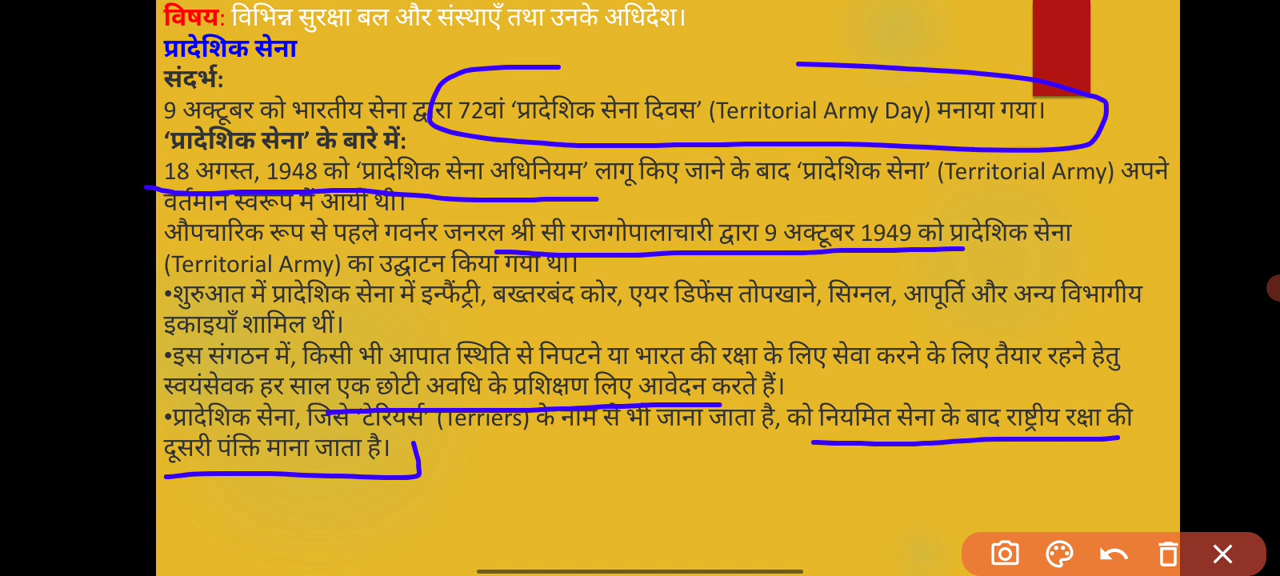 विषय: विभिन्न सुरक्षा बल और संस्थाएँ तथा उनके अधिदेश।
प्रादेशिक सेना
संदर्भ:
9 अक्टूबर को भारतीय सेना द्वारा 72वां ‘प्रादेशिक सेना दिवस’ (Territorial Army Day) मनाया गया।
‘प्रादेशिक सेना’ के बारे में:
18 अगस्त, 1948 को ‘प्रादेशिक सेना अधिनियम’ लागू किए जाने के बाद ‘प्रादेशिक सेना’ (Territorial Army) अपने
वर्तमान स्वरूप में आयी थी।
औपचारिक रूप से पहले गवर्नर जनरल श्री सी राजगोपालाचारी द्वारा 9 अक्टूबर 1949 को प्रादेशिक सेना
(Territorial Army) का उद्घाटन किया गया था।
•शुरुआत में प्रादेशिक सेना में इन्फैंट्री, बख्तरबंद कोर, एयर डिफेंस तोपखाने, सिग्नल, आपूर्ति और अन्य विभागीय
इकाइयाँ शामिल थीं।
•इस संगठन में, किसी भी आपात स्थिति से निपटने या भारत की रक्षा के लिए सेवा करने के लिए तैयार रहने हेतु
स्वयंसेवक हर साल एक छोटी अवधि के प्रशिक्षण लिए आवेदन करते हैं।
•प्रादेशिक सेना, जिसे ‘टेरियर्स’ (Terriers) के नाम से भी जाना जाता है, को नियमित सेना के बाद राष्ट्रीय रक्षा की
दूसरी पंक्ति माना जाता है।